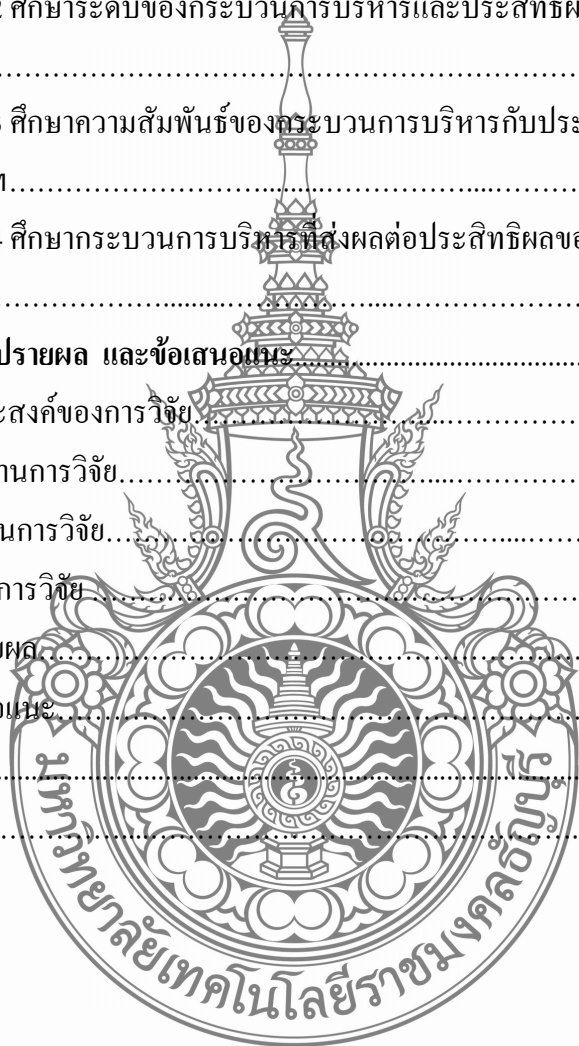 2 ศึกษาระดับของกระบวนการบริหารและประสิทธิผ
........................................................................
3 ศึกษาความสัมพันธ์ของกระบวนการบริหารกับประ
ท........................................................................
4 ศึกษากระบวนการบริหารที่ส่งผลต่อประสิทธิผลขอ
........................................................................
ปรายผล และข้อเสนอแนะ........................................
ะสงค์ของการวิจัย........................................
านการวิจัย........................................
นการวิจัย........................................
การวิจัย ........................................
ยผล........................................
อแนะ........................................
........................................................................
........................................................................
มหาวิทยาลัยเทคโนโลยีราชมงคลธัญบุรี